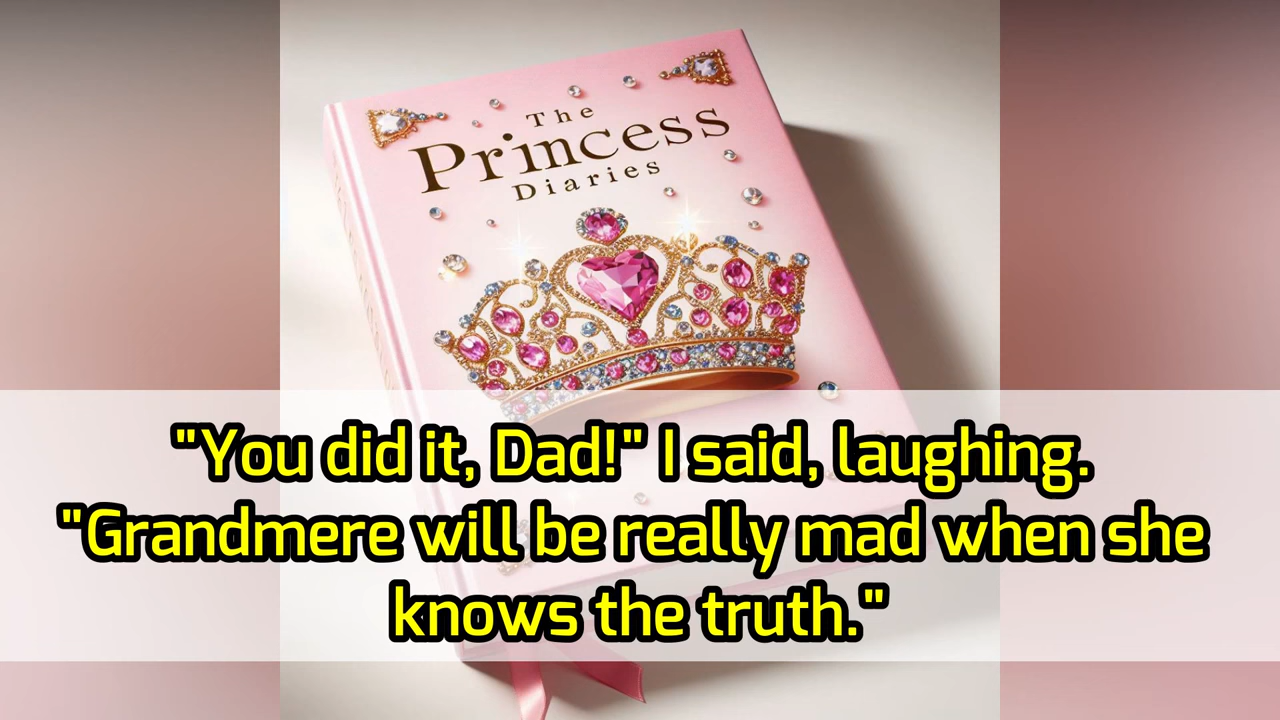 The
Princess
Diaries
"You did it, Dad!" I said, laughing.
"Grandmere will be really mad when she
knows the truth."